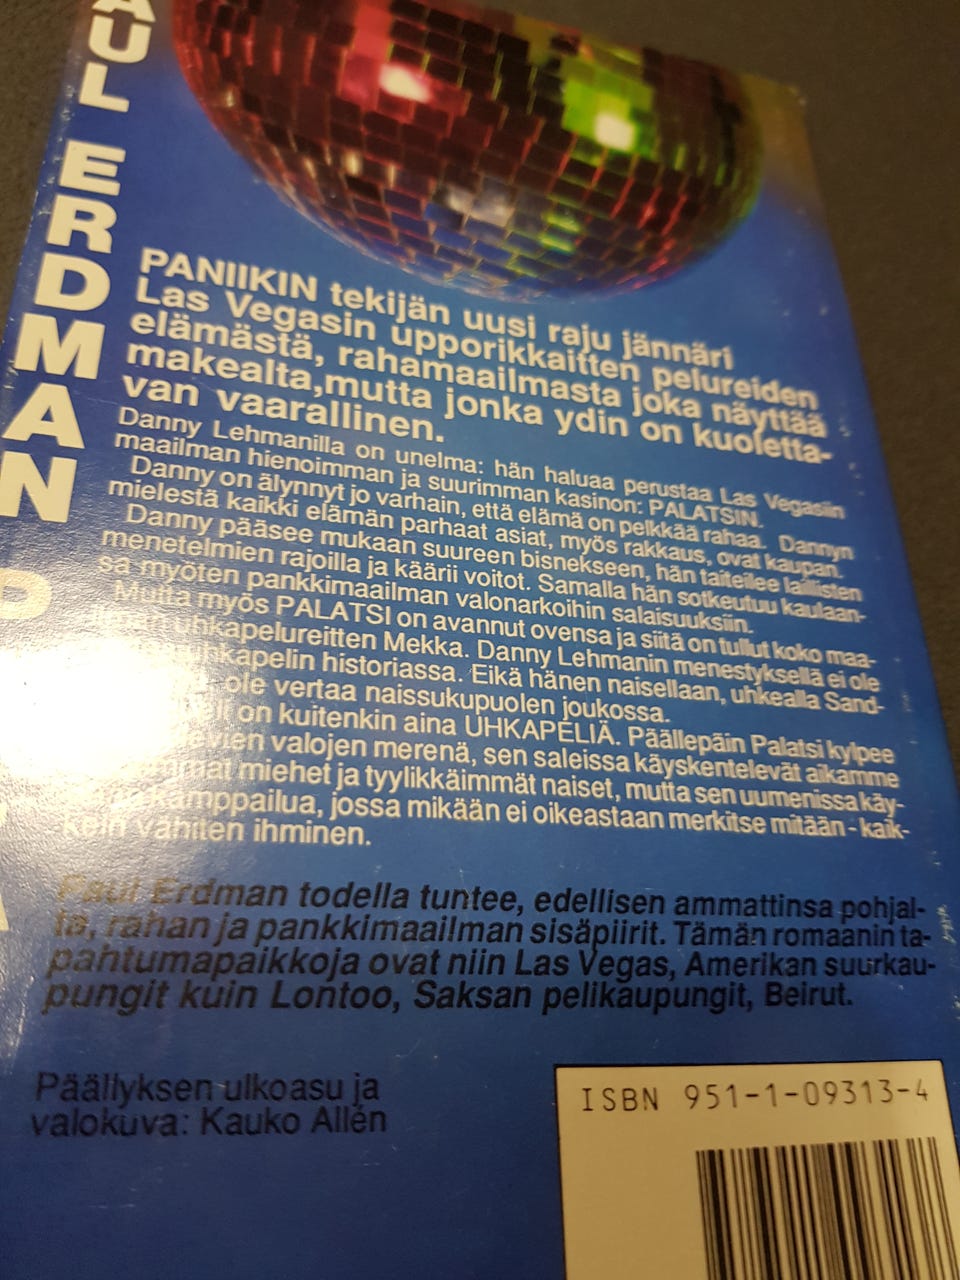 AUL ERDMAN P
PANIIKIN tekijän uusi raju jännäri
Las Vegasin upporikkaitten pelureiden
elämästä, rahamaailmasta joka näyttää
makealta,mutta jonka ydin on kuoletta-
van vaarallinen.
Danny Lehmanilla on unelma: hän haluaa perustaa Las Vegasiin
maailman hienoimman ja suurimman kasinon: PALATSIN.
Danny on älynnyt jo varhain, että elämä on pelkkää rahaa. Dannyn
mielestä kaikki elämän parhaat asiat, myös rakkaus, ovat kaupan.
Danny pääsee mukaan suureen bisnekseen, hän taiteilee laillisten
menetelmien rajoilla ja käärii voitot. Samalla hän sotkeutuu kaulaan-
sa myöten pankkimaailman valonarkoihin salaisuuksiin.
Mutta myös PALATSI on avannut ovensa ja siitä on tullut koko maa-
ilman uhkapelureitten Mekka. Danny Lehmanin menestyksellä ei ole
uhkapelin historiassa. Eikä hänen naisellaan, uhkealla Sand-
ole vertaa naissukupuolen joukossa.
on kuitenkin aina UHKAPELIÄ. Päällepäin Palatsi kylpee
valojen merenä, sen saleissa käyskentelevät aikamme
miehet ja tyylikkäimmät naiset, mutta sen uumenissa käy-
kamppailua, jossa mikään ei oikeastaan merkitse mitään - kaik-
kein vähiten ihminen.
Paul Erdman todella tuntee, edellisen ammattinsa pohjal-
ta, rahan ja pankkimaailman sisäpiirit. Tämän romaanin ta-
pahtumapaikkoja ovat niin Las Vegas, Amerikan suurkau-
pungit kuin Lontoo, Saksan pelikaupungit, Beirut.
Päällyksen ulkoasu ja
valokuva: Kauko Allén
ISBN 951-1-09313-4